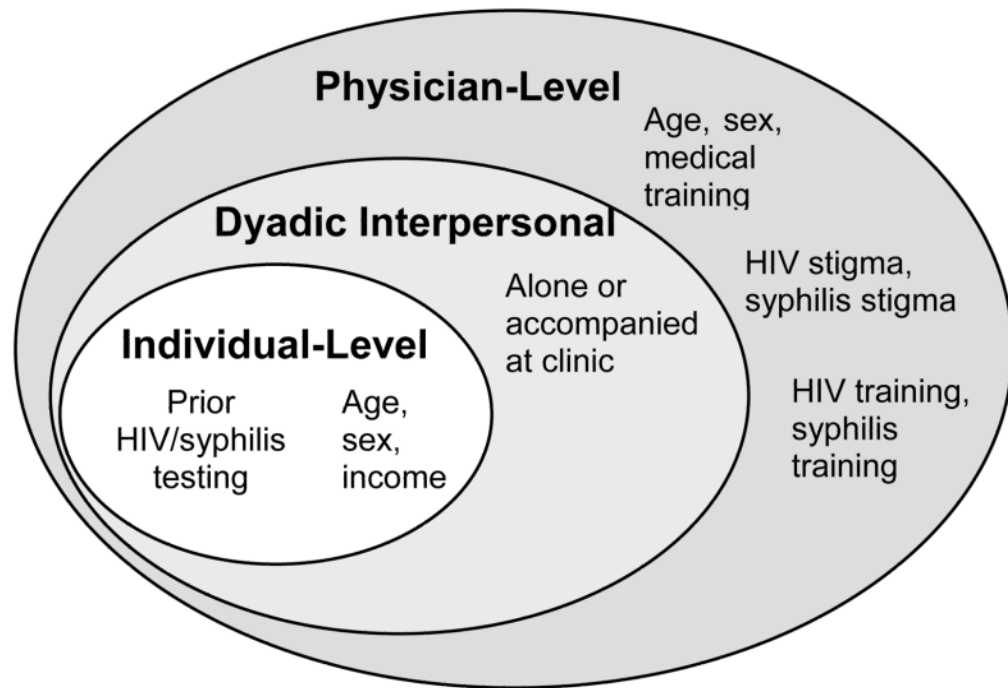 Physician-Level
Age, sex,
medical
training
Dyadic Interpersonal
HIV stigma,
syphilis stigma
Alone or
accompanied
at clinic
Individual-Level
Prior
HIV/syphilis
testing
Age,
sex,
income
HIV training,
syphilis
training